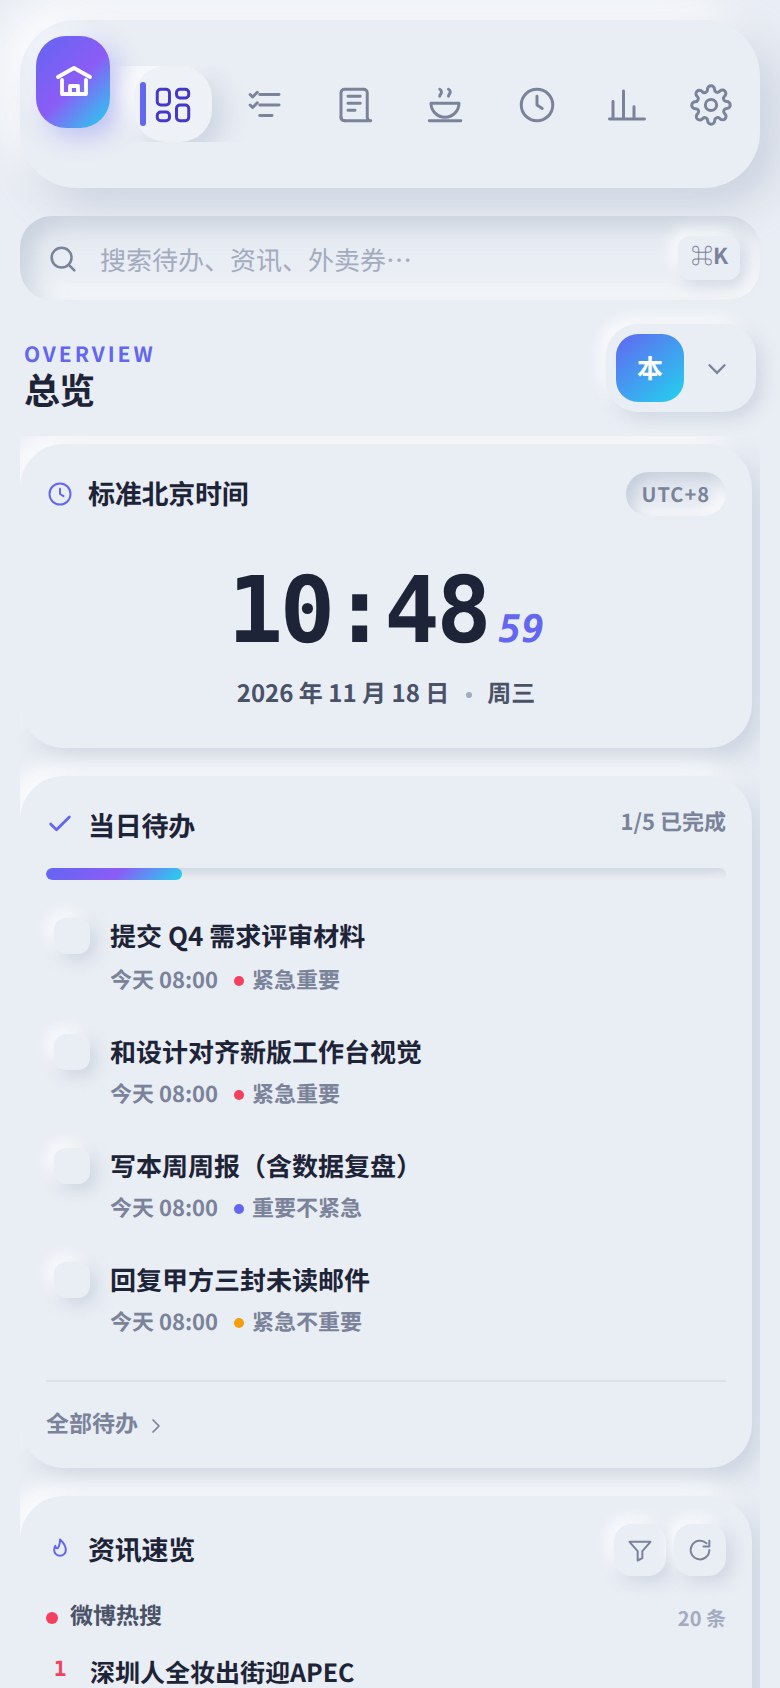 搜索待办、资讯、外卖券…
⌘K
OVERVIEW
总览
本
标准北京时间
UTC+8
10:48 59
2026 年 11 月 18 日 • 周三
当日待办
1/5 已完成
提交 Q4 需求评审材料
今天 08:00 紧急重要
和设计对齐新版工作台视觉
今天 08:00 紧急重要
写本周周报（含数据复盘）
今天 08:00 重要不紧急
回复甲方三封未读邮件
今天 08:00 紧急不重要
全部待办
资讯速览
微博热搜
20 条
1 深圳人全妆出街迎APEC